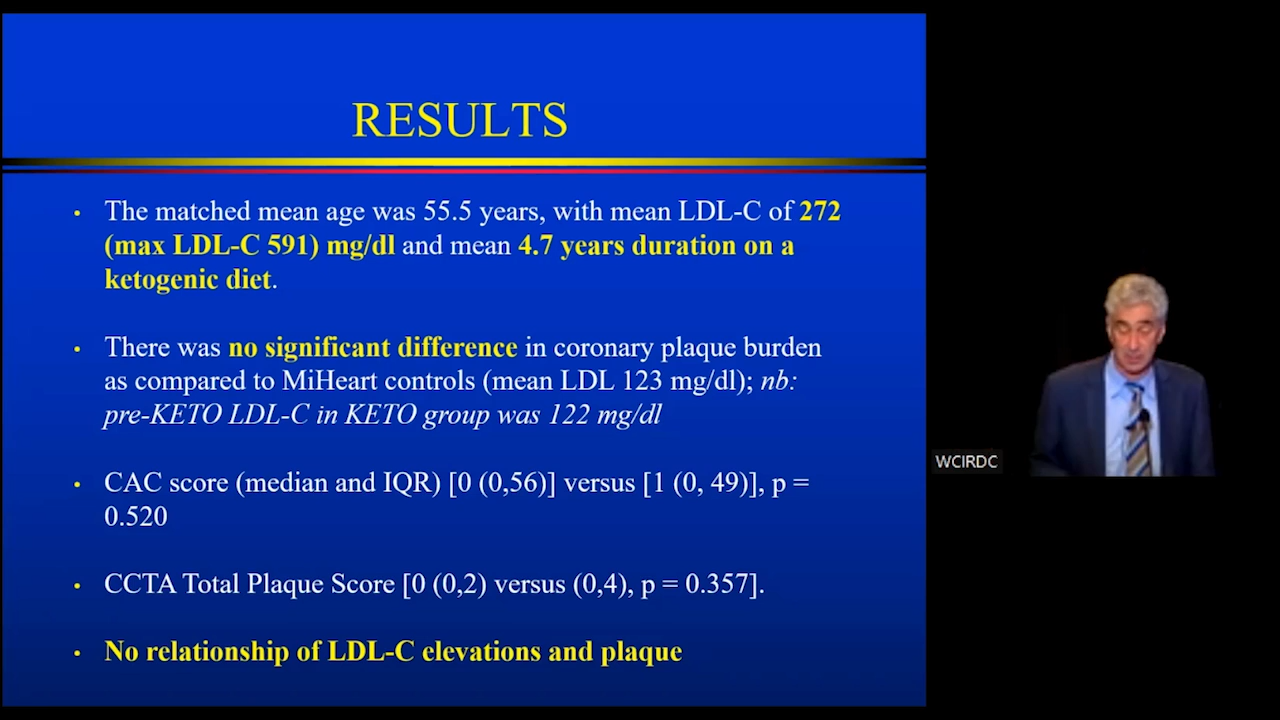 RESULTS
• The matched mean age was 55.5 years, with mean LDL-C of 272
(max LDL-C 591) mg/dl and mean 4.7 years duration on a
ketogenic diet.
• There was no significant difference in coronary plaque burden
as compared to MiHeart controls (mean LDL 123 mg/dl); nb:
pre-KETO LDL-C in KETO group was 122 mg/dl
• CAC score (median and IQR) [0 (0,56)] versus [1 (0, 49)], p =
0.520
• CCTA Total Plaque Score [0 (0,2) versus (0,4), p = 0.357].
• No relationship of LDL-C elevations and plaque
WCIRDC